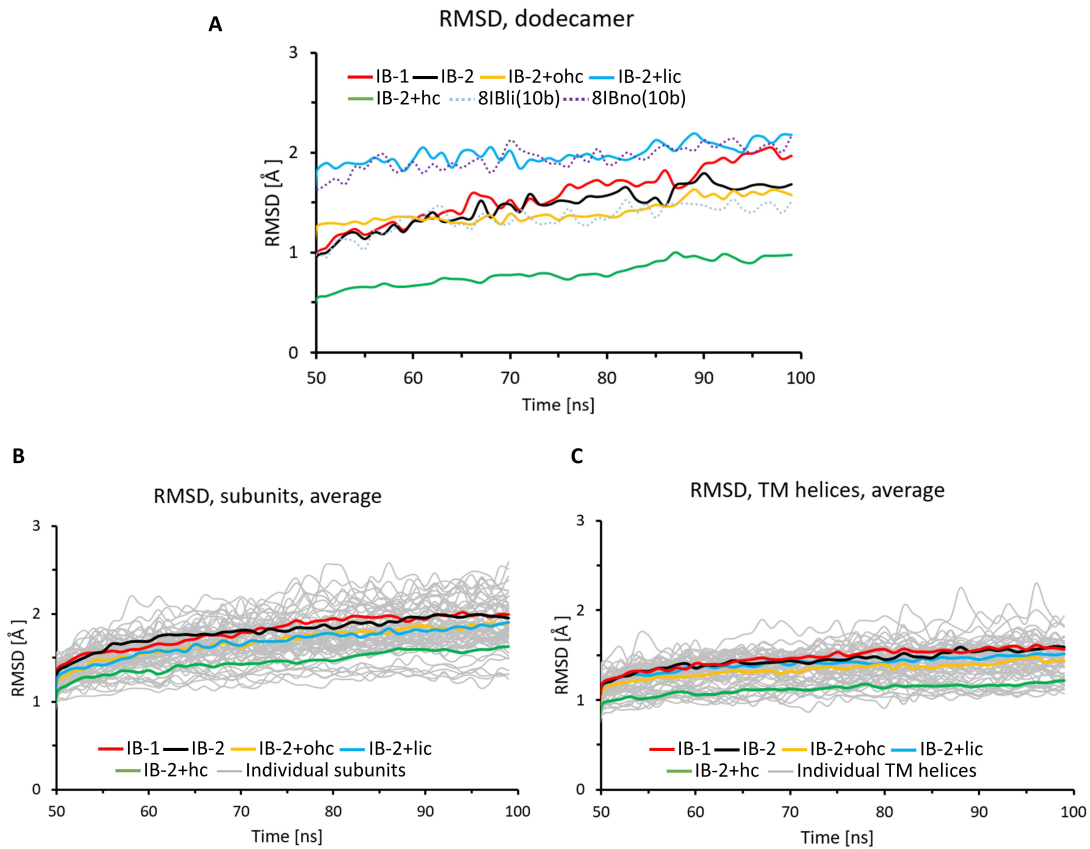 A
RMSD, dodecamer
3
2
1
0
RMSD [Å]
IB-1 IB-2 IB-2+ohc IB-2+lic
IB-2+hc 8IBli(10b) 8IBno(10b)
50 60 70 80 90 100
Time [ns]
B
RMSD, subunits, average
3
2
1
0
RMSD [Å ]
IB-1 IB-2 IB-2+ohc IB-2+lic
IB-2+hc Individual subunits
50 60 70 80 90 100
Time [ns]
C
RMSD, TM helices, average
3
2
1
0
RMSD [Å ]
IB-1 IB-2 IB-2+ohc IB-2+lic
IB-2+hc Individual TM helices
50 60 70 80 90 100
Time [ns]